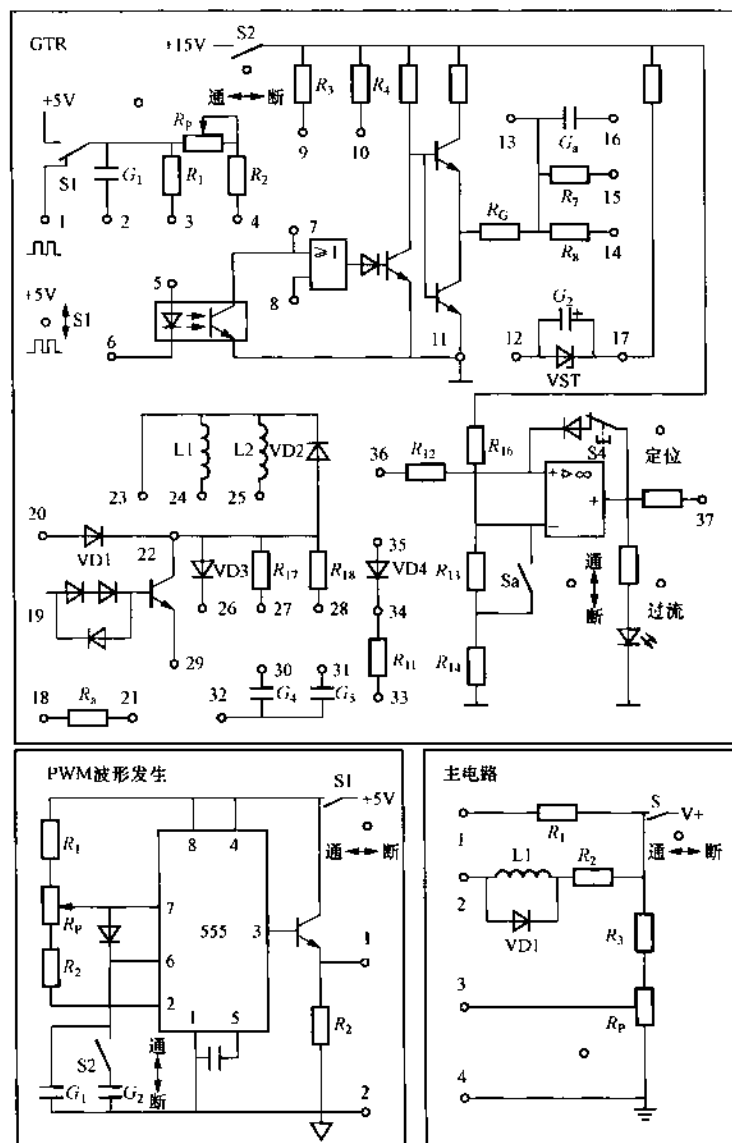 GTR
+15V
S2
+5V
通
断
R3
R4
RP
S1
G1
R1
R2
9
10
13
Ga
16
1
2
3
4
R7
15
RG
R8
14
7
≥1
5
8
+5V
S1
6
11
12
G2
+
17
VST
L1
L2
VD2
36
R12
R16
S4
定位
23
24
25
+
▷∞
+
−
37
20
VD1
22
35
VD3
R17
R18
VD4
R13
Sa
通
断
19
26
27
28
34
过流
29
R11
R14
30
31
32
G4
G5
33
18
Ra
21
PWM波形发生
S1
+5V
通
断
8
4
R1
RP
7
555
3
1
R2
6
2
1
5
R2
S2
通
断
G1
G2
2
主电路
S
V+
R1
通
断
1
L1
R2
2
VD1
R3
3
RP
4